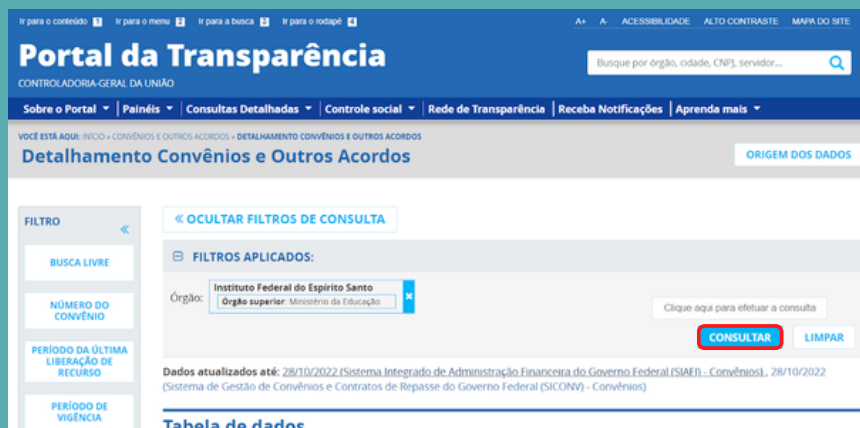 Ir para o conteúdo 1 Ir para o menu 2 Ir para a busca 3 Ir para o rodapé 4 A+ A- ACESSIBILIDADE ALTO CONTRASTE MAPA DO SITE
Portal da Transparência
Busque por órgão, cidade, CNPJ, servidor...
CONTROLADORIA-GERAL DA UNIÃO
Sobre o Portal Painéis Consultas Detalhadas Controle social Rede de Transparência Receba Notificações Aprenda mais
VOCÊ ESTÁ AQUI: INÍCIO » CONVÊNIOS E OUTROS ACORDOS » DETALHAMENTO CONVÊNIOS E OUTROS ACORDOS
Detalhamento Convênios e Outros Acordos
ORIGEM DOS DADOS
FILTRO «
« OCULTAR FILTROS DE CONSULTA
BUSCA LIVRE
FILTROS APLICADOS:
NÚMERO DO
CONVÊNIO
Órgão:
Instituto Federal do Espírito Santo
Órgão superior: Ministério da Educação
×
Clique aqui para efetuar a consulta
CONSULTAR LIMPAR
PERÍODO DA ÚLTIMA
LIBERAÇÃO DE
RECURSO
Dados atualizados até: 28/10/2022 (Sistema Integrado de Administração Financeira do Governo Federal (SIAFI) - Convênios) , 28/10/2022
(Sistema de Gestão de Convênios e Contratos de Repasse do Governo Federal (SICONV) - Convênios)
PERÍODO DE
VIGÊNCIA
Tabela de dados